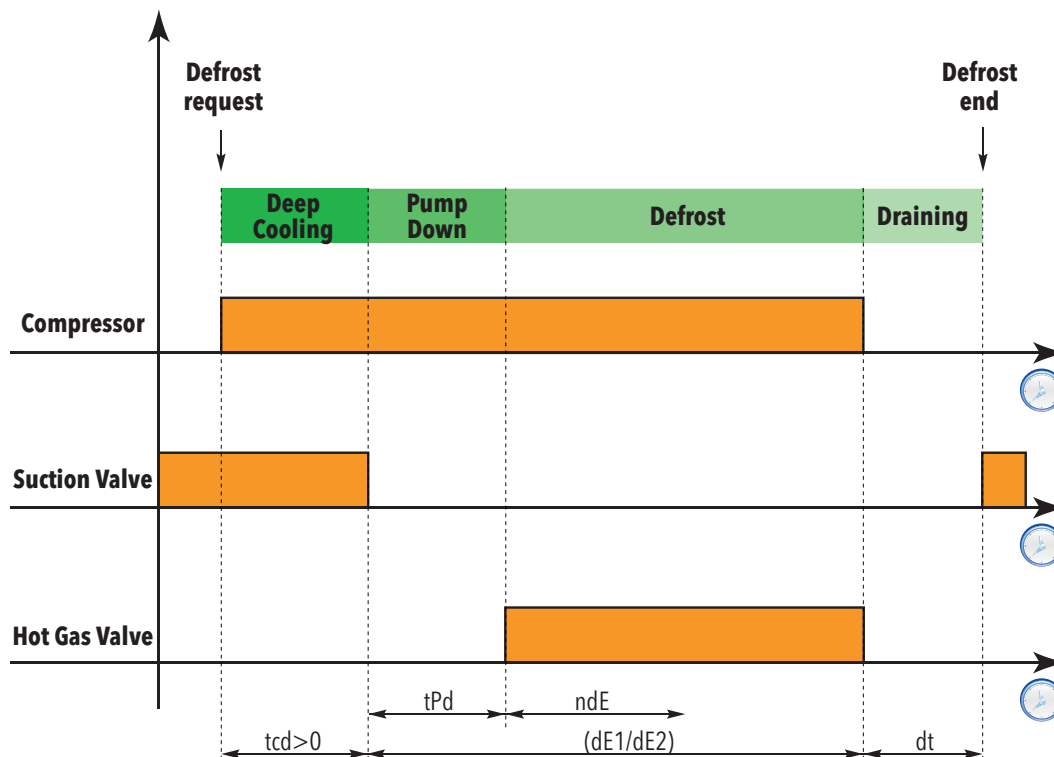 Defrost
request
Defrost
end
Deep
Cooling
Pump
Down
Defrost
Draining
Compressor
Suction Valve
Hot Gas Valve
tPd
ndE
tcd>0
(dE1/dE2)
dt